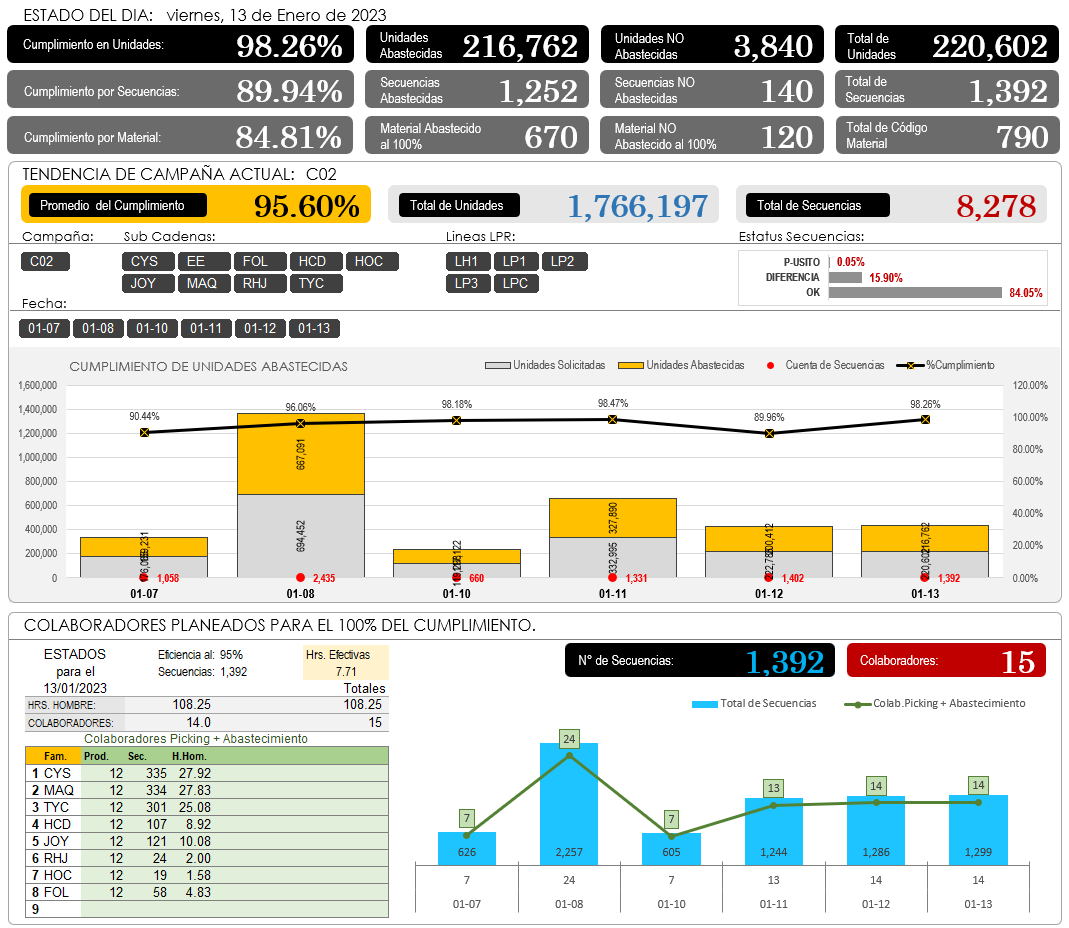 ESTADO DEL DIA: viernes, 13 de Enero de 2023
Cumplimiento en Unidades: 98.26%
Unidades Abastecidas 216,762
Unidades NO Abastecidas 3,840
Total de Unidades 220,602
Cumplimiento por Secuencias: 89.94%
Secuencias Abastecidas 1,252
Secuencias NO Abastecidas 140
Total de Secuencias 1,392
Cumplimiento por Material: 84.81%
Material Abastecido al 100% 670
Material NO Abastecido al 100% 120
Total de Código Material 790
TENDENCIA DE CAMPAÑA ACTUAL: C02
Promedio del Cumplimiento 95.60%
Total de Unidades 1,766,197
Total de Secuencias 8,278
Campaña: Sub Cadenas: Lineas LPR: Estatus Secuencias:
C02 CYS EE FOL HCD HOC LH1 LP1 LP2
JOY MAQ RHJ TYC LP3 LPC
P-USITO 0.05%
DIFERENCIA 15.90%
OK 84.05%
Fecha:
01-07 01-08 01-10 01-11 01-12 01-13
CUMPLIMIENTO DE UNIDADES ABASTECIDAS
Unidades Solicitadas Unidades Abastecidas Cuenta de Secuencias %Cumplimiento
1,600,000 120.00%
1,400,000
1,200,000 100.00%
1,000,000 80.00%
800,000 60.00%
600,000
400,000 40.00%
200,000 20.00%
0 0.00%
90.44% 96.06% 98.18% 98.47% 89.96% 98.26%
667,091 327,890 216,762
694,452 332,995
1,058 2,435 660 1,331 1,402 1,392
01-07 01-08 01-10 01-11 01-12 01-13
COLABORADORES PLANEADOS PARA EL 100% DEL CUMPLIMIENTO.
ESTADOS para el 13/01/2023
Eficiencia al: 95%
Secuencias: 1,392
Hrs. Efectivas
7.71
Totales
HRS. HOMBRE: 108.25 108.25
COLABORADORES: 14.0 15
Colaboradores Picking + Abastecimiento
Fam. Prod. Sec. H.Hom.
1 CYS 12 335 27.92
2 MAQ 12 334 27.83
3 TYC 12 301 25.08
4 HCD 12 107 8.92
5 JOY 12 121 10.08
6 RHJ 12 24 2.00
7 HOC 12 19 1.58
8 FOL 12 58 4.83
9
N° de Secuencias: 1,392
Colaboradores: 15
Total de Secuencias Colab.Picking + Abastecimiento
7 24 7 13 14 14
626 2,257 605 1,244 1,286 1,299
7 24 7 13 14 14
01-07 01-08 01-10 01-11 01-12 01-13